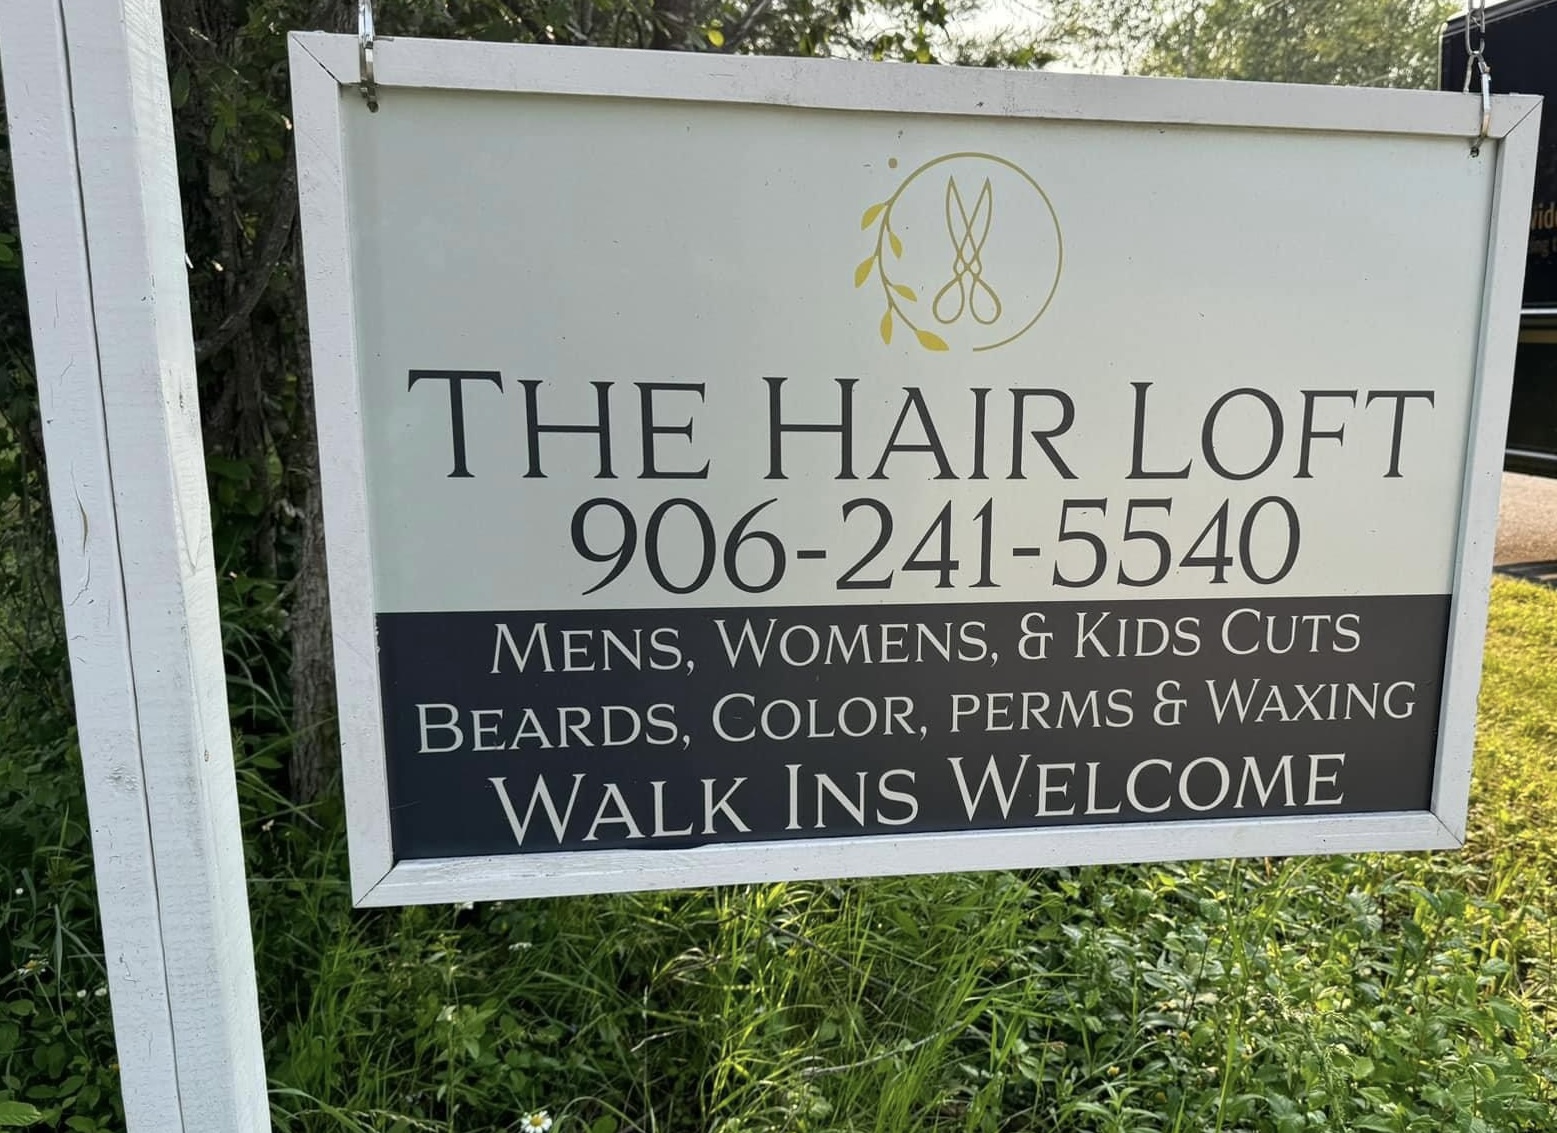 THE HAIR LOFT
906-241-5540
MENS, WOMENS, & KIDS CUTS
BEARDS, COLOR, PERMS & WAXING
WALK INS WELCOME